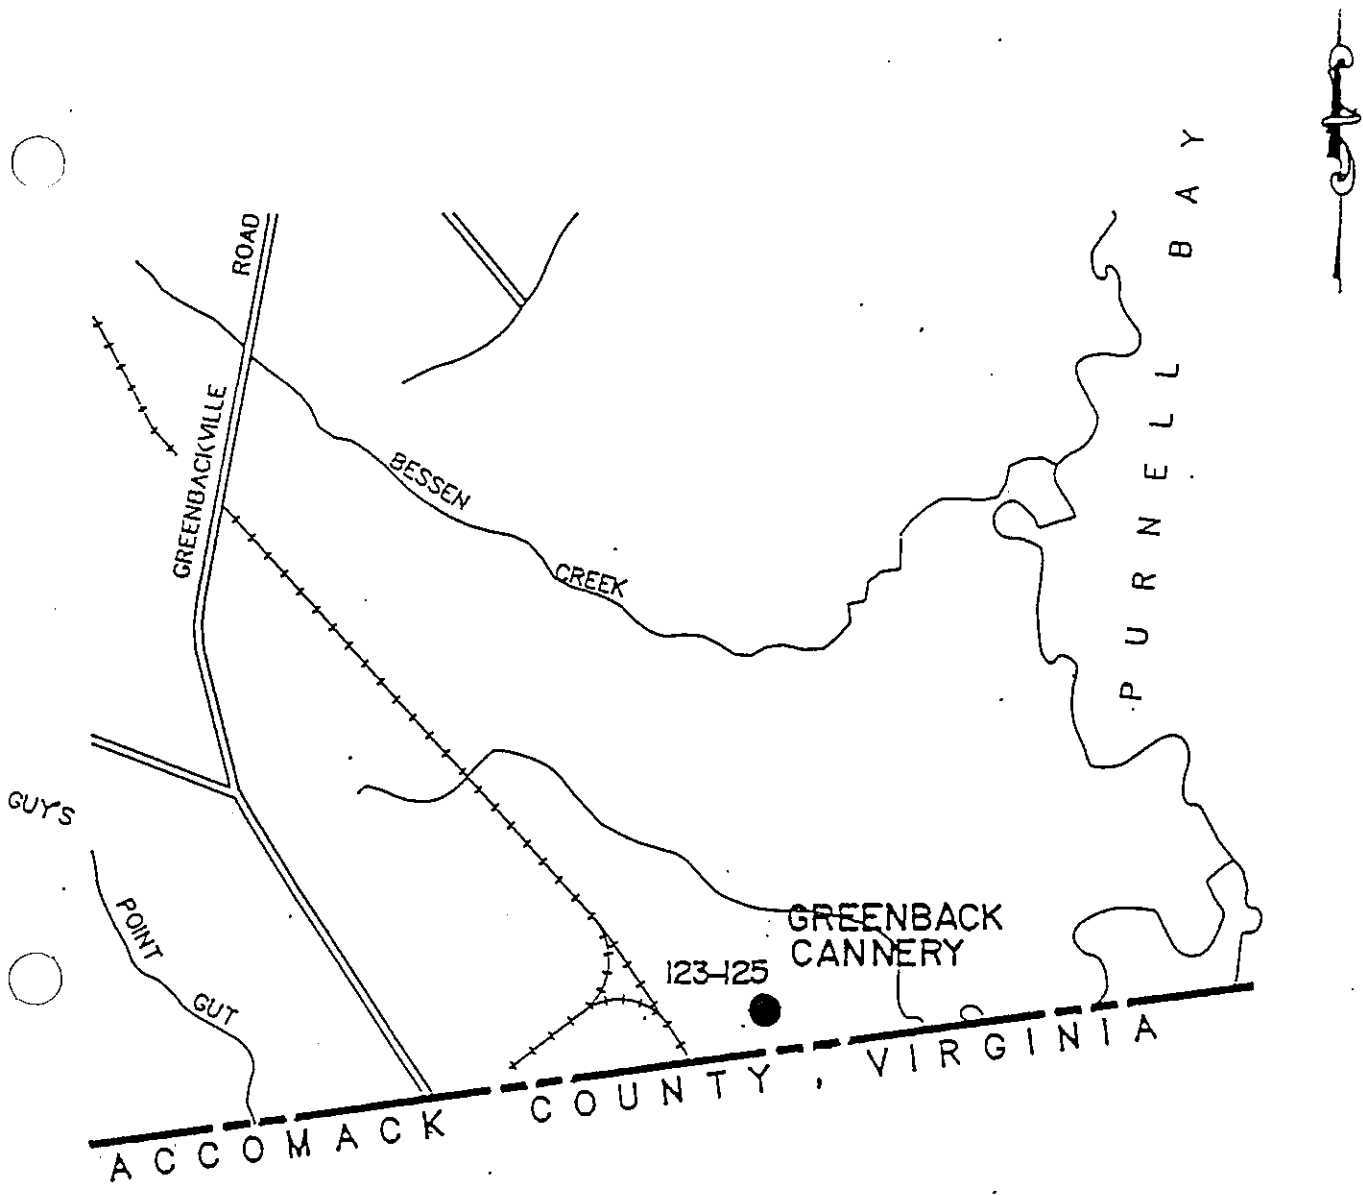 PURNELL BAY
GREENBACKVILLE ROAD
BESSEN CREEK
GUY'S POINT GUT
GREENBACK
CANNERY
123-125
ACCOMACK COUNTY, VIRGINIA